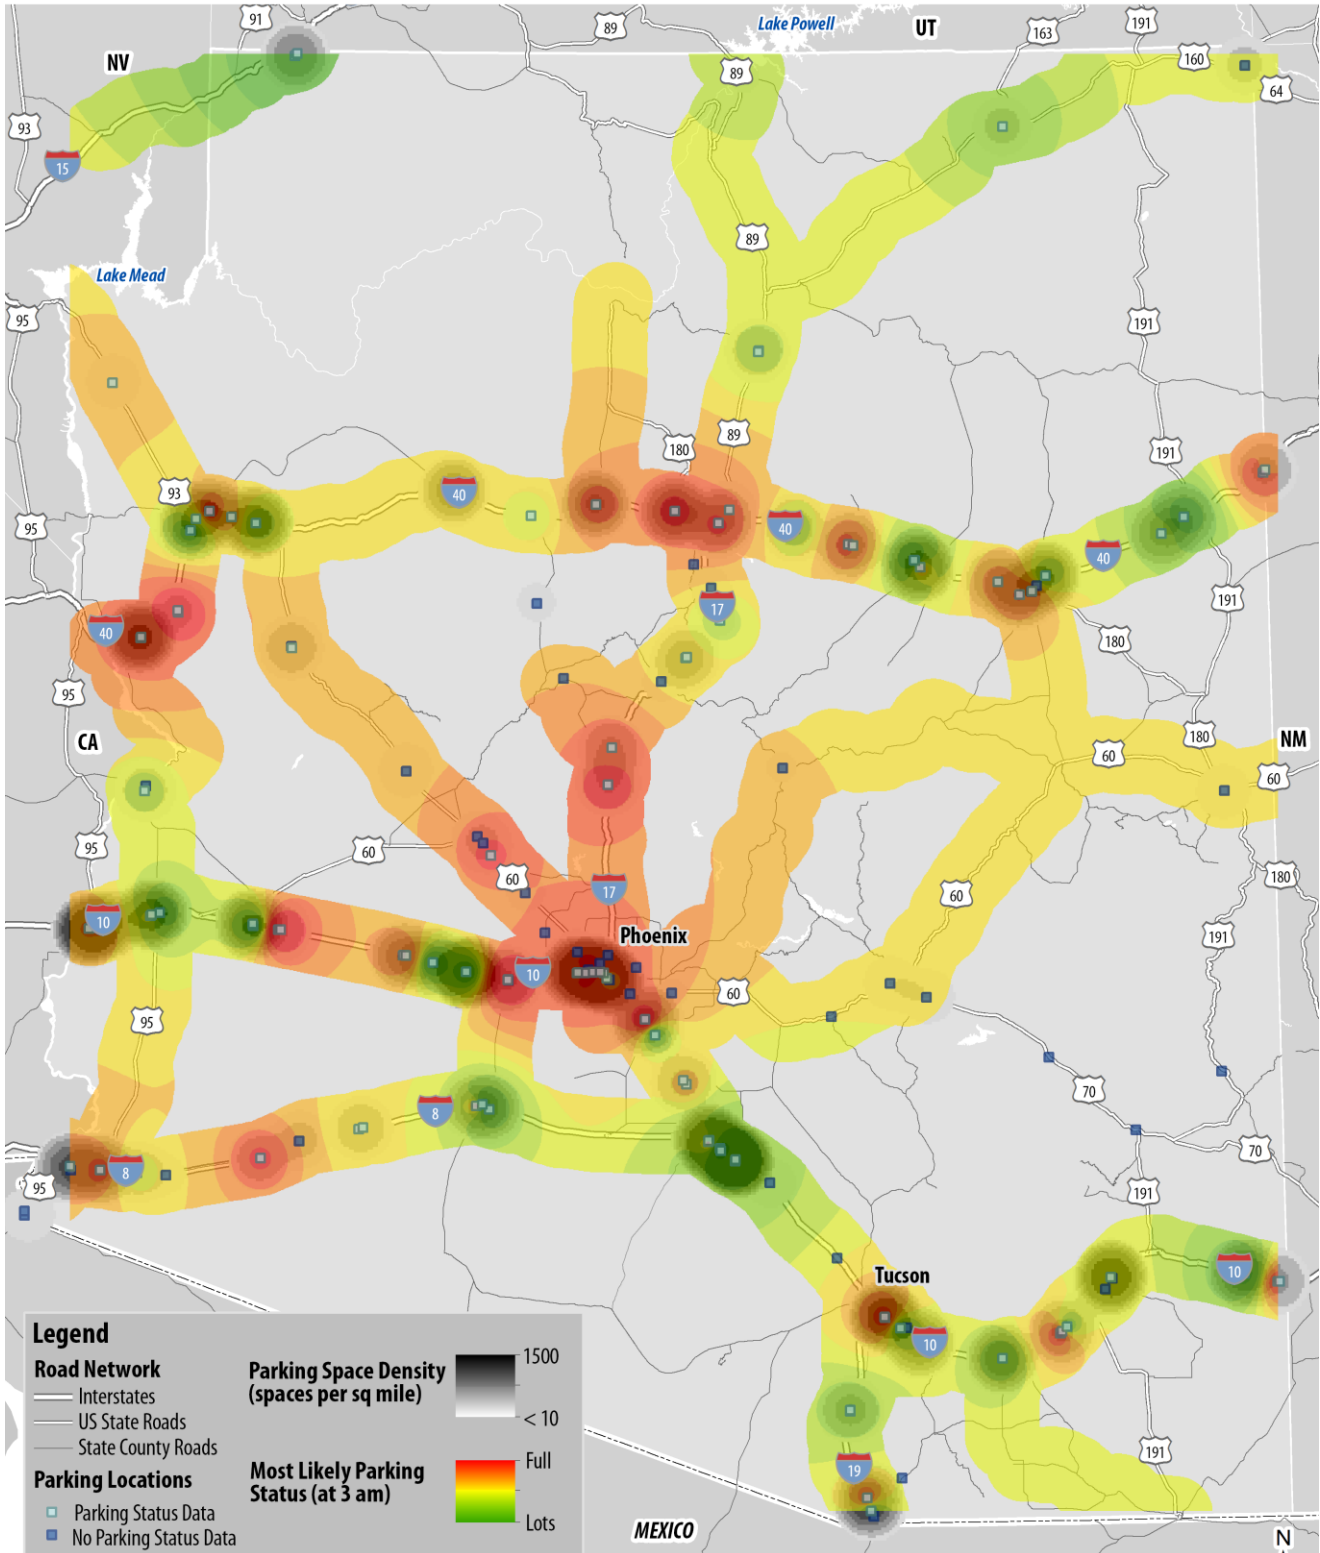 91
89
Lake Powell
UT
163
191
NV
89
160
64
93
15
89
Lake Mead
95
191
180
89
191
93
40
95
40
40
191
40
17
180
95
CA
180
NM
60
60
95
60
60
17
180
60
10
Phoenix
191
10
60
95
70
8
8
70
95
191
10
Tucson
10
19
191
MEXICO
N
Legend
Road Network
Interstates
US State Roads
State County Roads
Parking Locations
Parking Status Data
No Parking Status Data
Parking Space Density
(spaces per sq mile)
1500
< 10
Most Likely Parking
Status (at 3 am)
Full
Lots